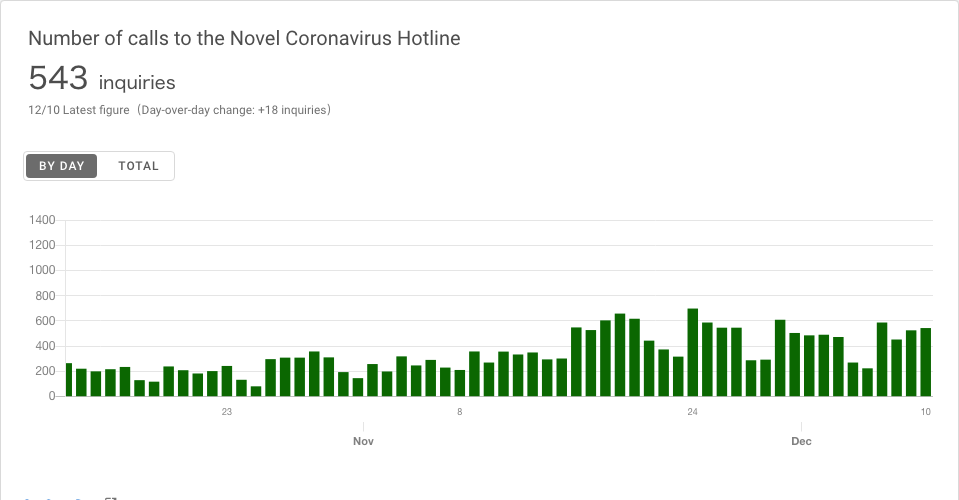 Number of calls to the Novel Coronavirus Hotline
543 inquiries
12/10 Latest figure（Day-over-day change: +18 inquiries）
BY DAY TOTAL
1400
1200
1000
800
600
400
200
0
23 8 24 10
Nov Dec